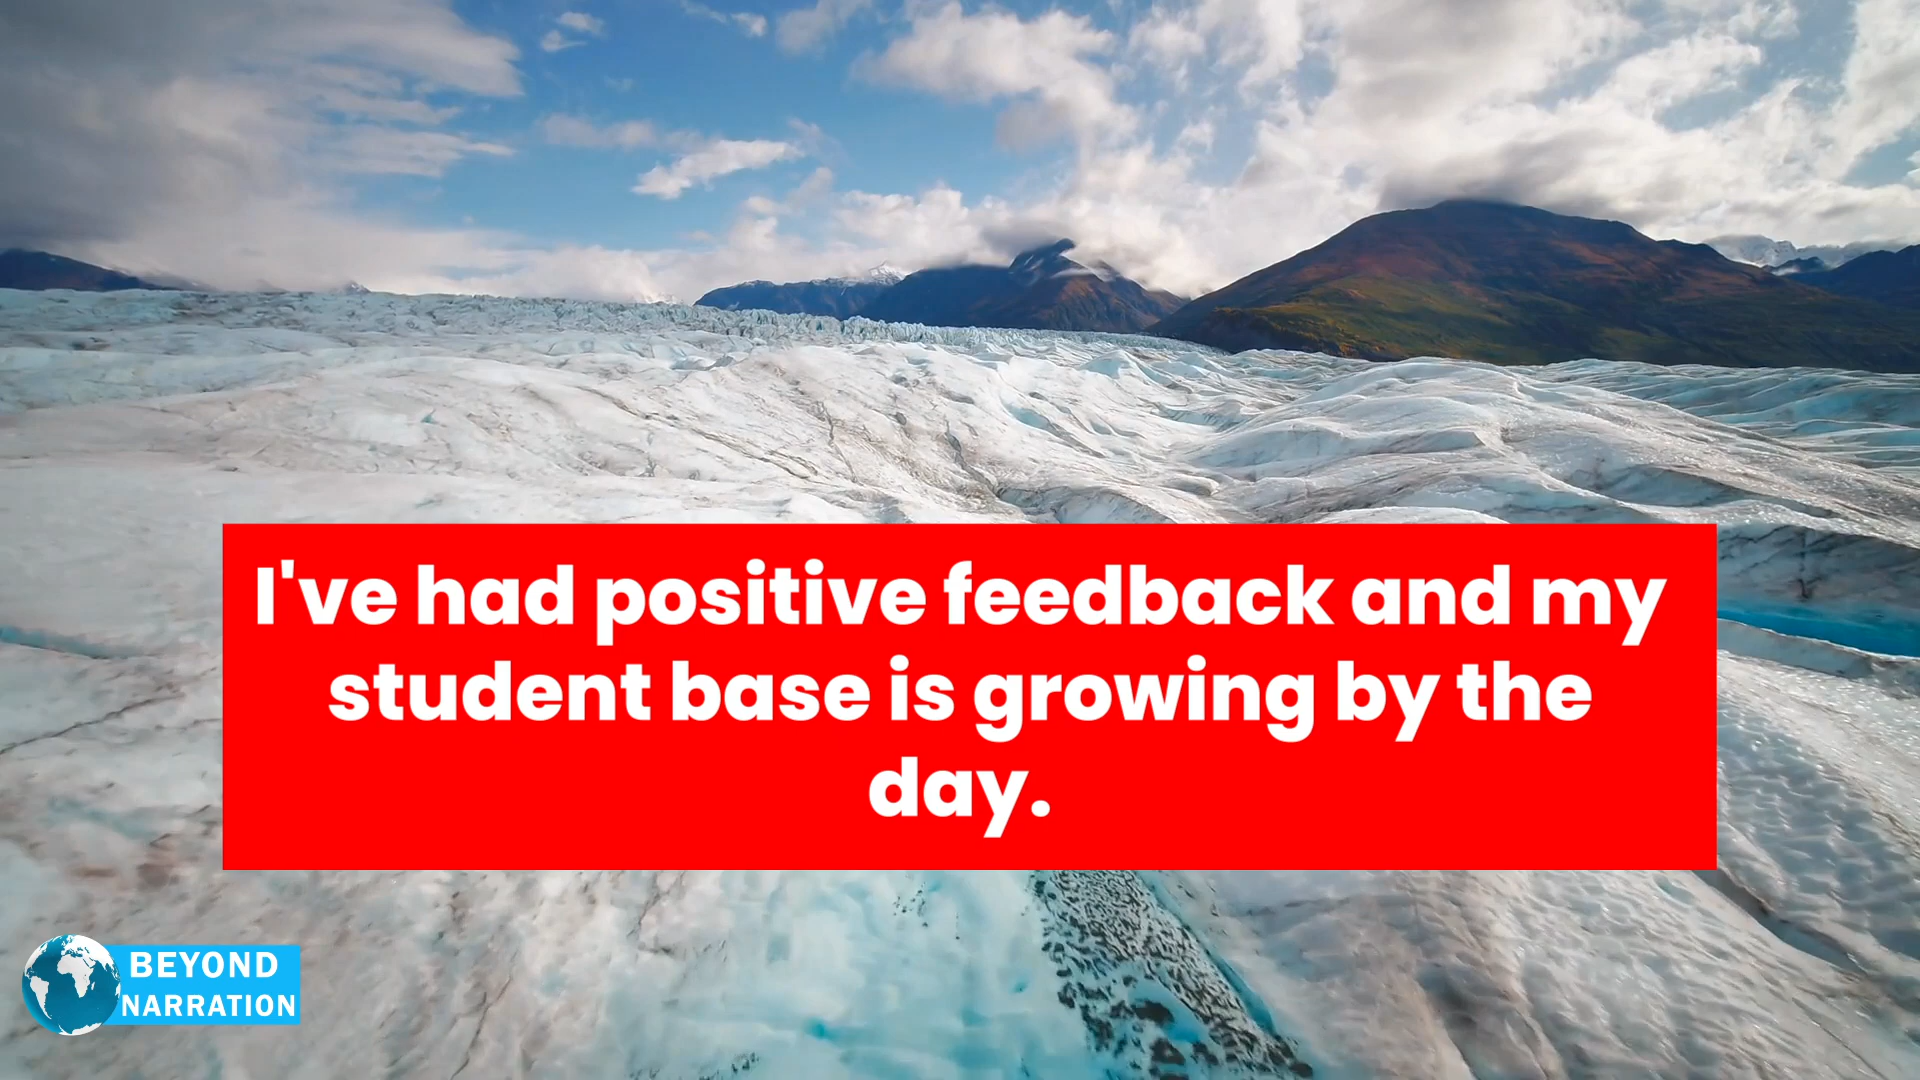 I've had positive feedback and my
student base is growing by the
day.
BEYOND
NARRATION